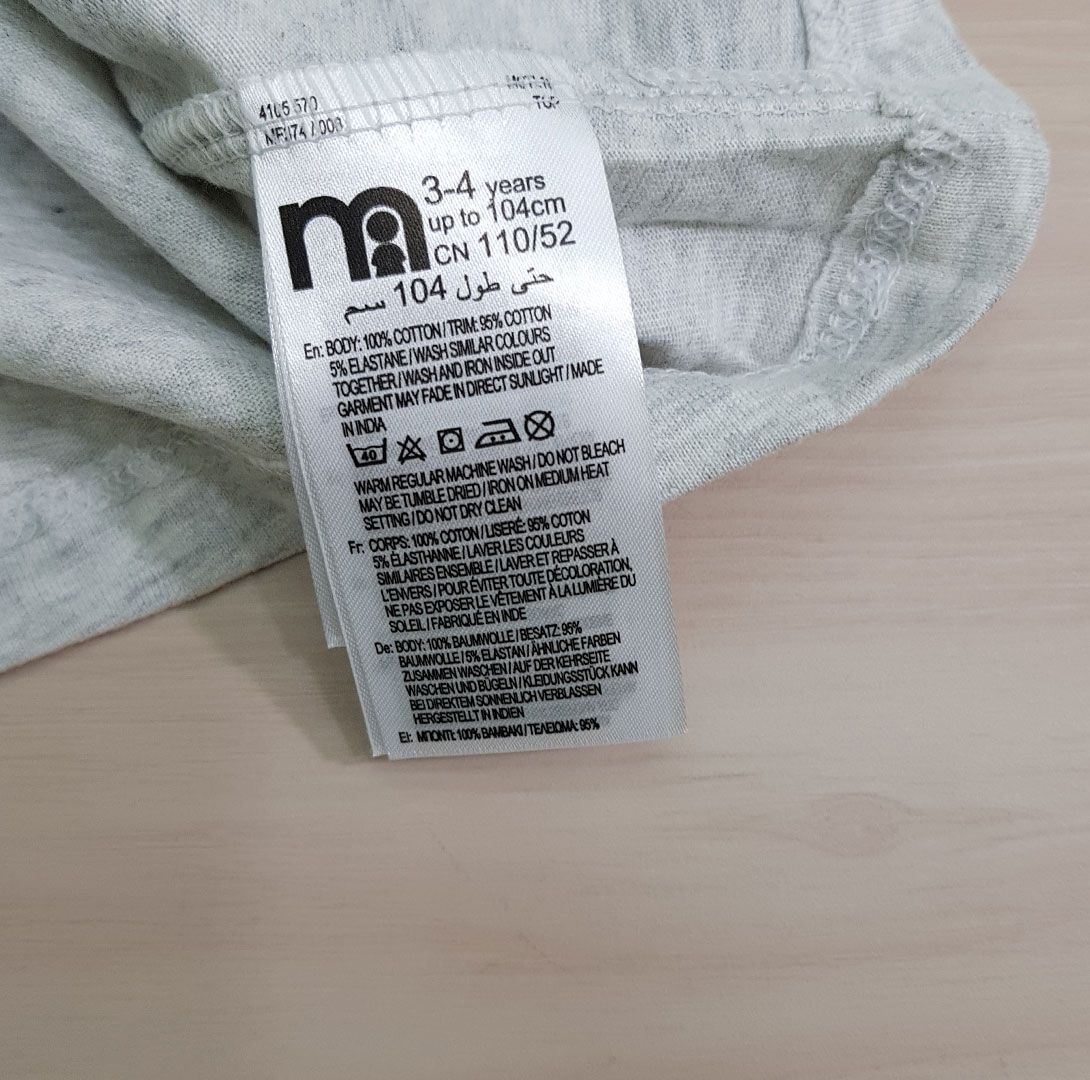 TOP
m
3-4 years
up to 104cm
CN 110/52
حتى طول 104 سم
En: BODY: 100% COTTON / TRIM: 95% COTTON
5% ELASTANE / WASH SIMILAR COLOURS
TOGETHER / WASH AND IRON INSIDE OUT
GARMENT MAY FADE IN DIRECT SUNLIGHT / MADE
IN INDIA
40
WARM REGULAR MACHINE WASH / DO NOT BLEACH
MAY BE TUMBLE DRIED / IRON ON MEDIUM HEAT
SETTING / DO NOT DRY CLEAN
Fr: CORPS: 100% COTON / LISERÉ: 95% COTON
5% ÉLASTHANNE / LAVER LES COULEURS
SIMILAIRES ENSEMBLE / LAVER ET REPASSER À
L'ENVERS / POUR ÉVITER TOUTE DÉCOLORATION,
NE PAS EXPOSER LE VÊTEMENT À LA LUMIÈRE DU
SOLEIL / FABRIQUÉ EN INDE
De: BODY: 100% BAUMWOLLE / BESATZ: 95%
BAUMWOLLE / 5% ELASTAN / ÄHNLICHE FARBEN
ZUSAMMEN WASCHEN / AUF DER KEHRSEITE
WASCHEN UND BÜGELN / KLEIDUNGSSTÜCK KANN
BEI DIREKTEM SONNENLICH VERBLASSEN
HERGESTELLT IN INDIEN
El: ΜΠΟΝΤΙ: 100% ΒΑΜΒΑΚΙ / ΤΕΛΕΙΩΜΑ: 95%